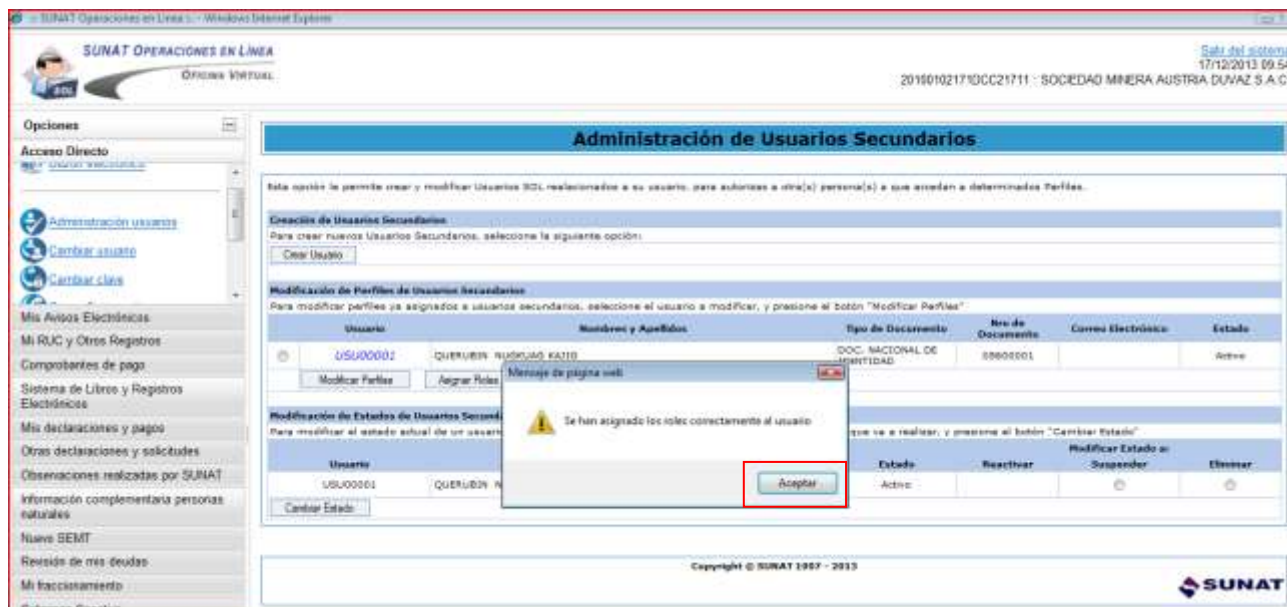 SUNAT Operaciones en Línea - Windows Internet Explorer
SUNAT OPERACIONES EN LÍNEA
OFICINA VIRTUAL
SOL
Salir del sistema
17/12/2013 09:54
SOCIEDAD MINERA AUSTRIA DUVAZ S.A.C
Opciones
Acceso Directo
Administración usuarios
Cambiar usuario
Cambiar clave
Mis Avisos Electrónicos
Mi RUC y Otros Registros
Comprobantes de pago
Sistema de Libros y Registros
Electrónicos
Mis declaraciones y pagos
Otras declaraciones y solicitudes
Observaciones realizadas por SUNAT
Información complementaria personas
naturales
Nuevo SEMT
Revisión de mis deudas
Mi fraccionamiento
Administración de Usuarios Secundarios
Esta opción le permite crear y modificar Usuarios SOL realacionados a su usuario, para autorizar a otra(s) persona(s) a que accedan a determinados Perfiles.
Creación de Usuarios Secundarios
Para crear nuevos Usuarios Secundarios, seleccione la siguiente opción:
Crear Usuario
Modificación de Perfiles de Usuarios Secundarios
Para modificar perfiles ya asignados a usuarios secundarios, seleccione el usuario a modificar, y presione el botón "Modificar Perfiles"
Usuario Nombres y Apellidos Tipo de Documento Nro de Documento Correo Electrónico Estado
USU00001 QUERUBIN DOC. NACIONAL DE IDENTIDAD Activo
Modificar Perfiles Asignar Roles
Mensaje de página web
Se han asignado los roles correctamente al usuario
Aceptar
Modificación de Estados de Usuarios
Para modificar el estado actual de un usuario que va a realizar, y presione el botón "Cambiar Estado"
Modificar Estado a:
Usuario Estado Reactivar Suspender Eliminar
USU00001 QUERUBIN Activo
Cambiar Estado
Copyright © SUNAT 1997 - 2013
SUNAT